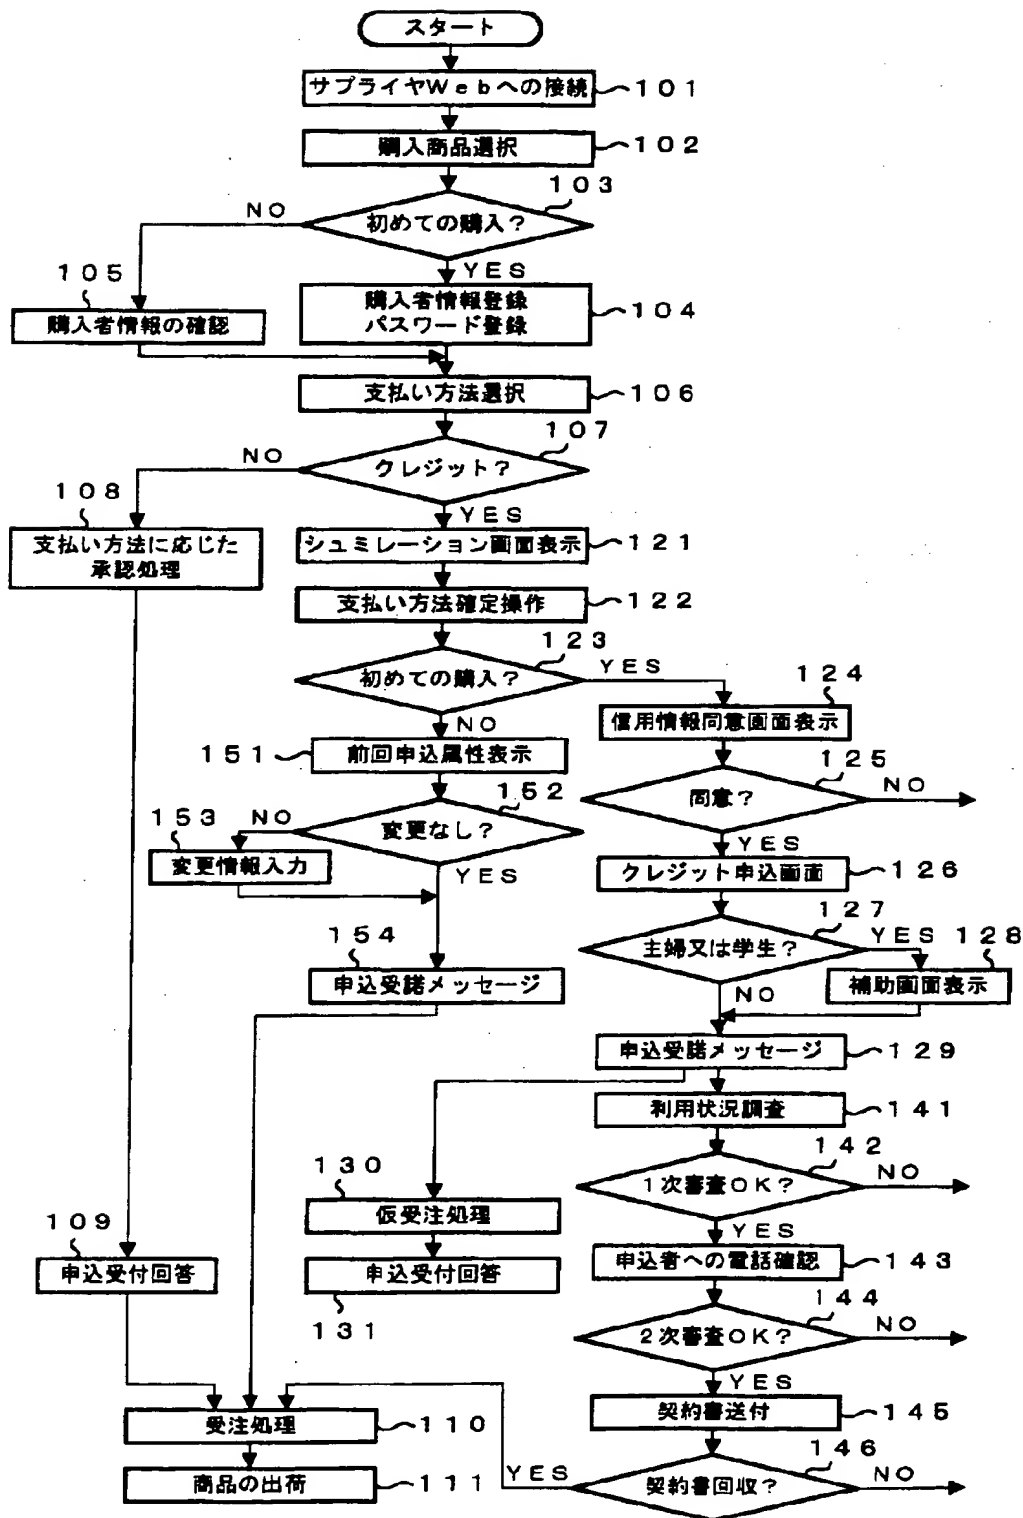 スタート
サプライヤWebへの接続 101
購入商品選択 102
103
NO
初めての購入?
YES
105
購入者情報登録
パスワード登録
104
購入者情報の確認
支払い方法選択 106
107
NO
クレジット?
108
YES
支払い方法に応じた
承認処理
シュミレーション画面表示 121
支払い方法確定操作 122
123
YES
初めての購入?
124
NO
信用情報同意画面表示
151 前回申込属性表示
125
152
同意?
NO
153
NO
変更なし?
YES
変更情報入力
YES
クレジット申込画面 126
127
主婦又は学生?
YES
128
154
申込受諾メッセージ
NO
補助画面表示
申込受諾メッセージ 129
利用状況調査 141
142
130
1次審査OK?
NO
仮受注処理
YES
109
申込受付回答
申込受付回答
131
申込者への電話確認 143
144
2次審査OK?
NO
YES
契約書送付 145
受注処理 110
146
商品の出荷 111
YES
契約書回収?
NO